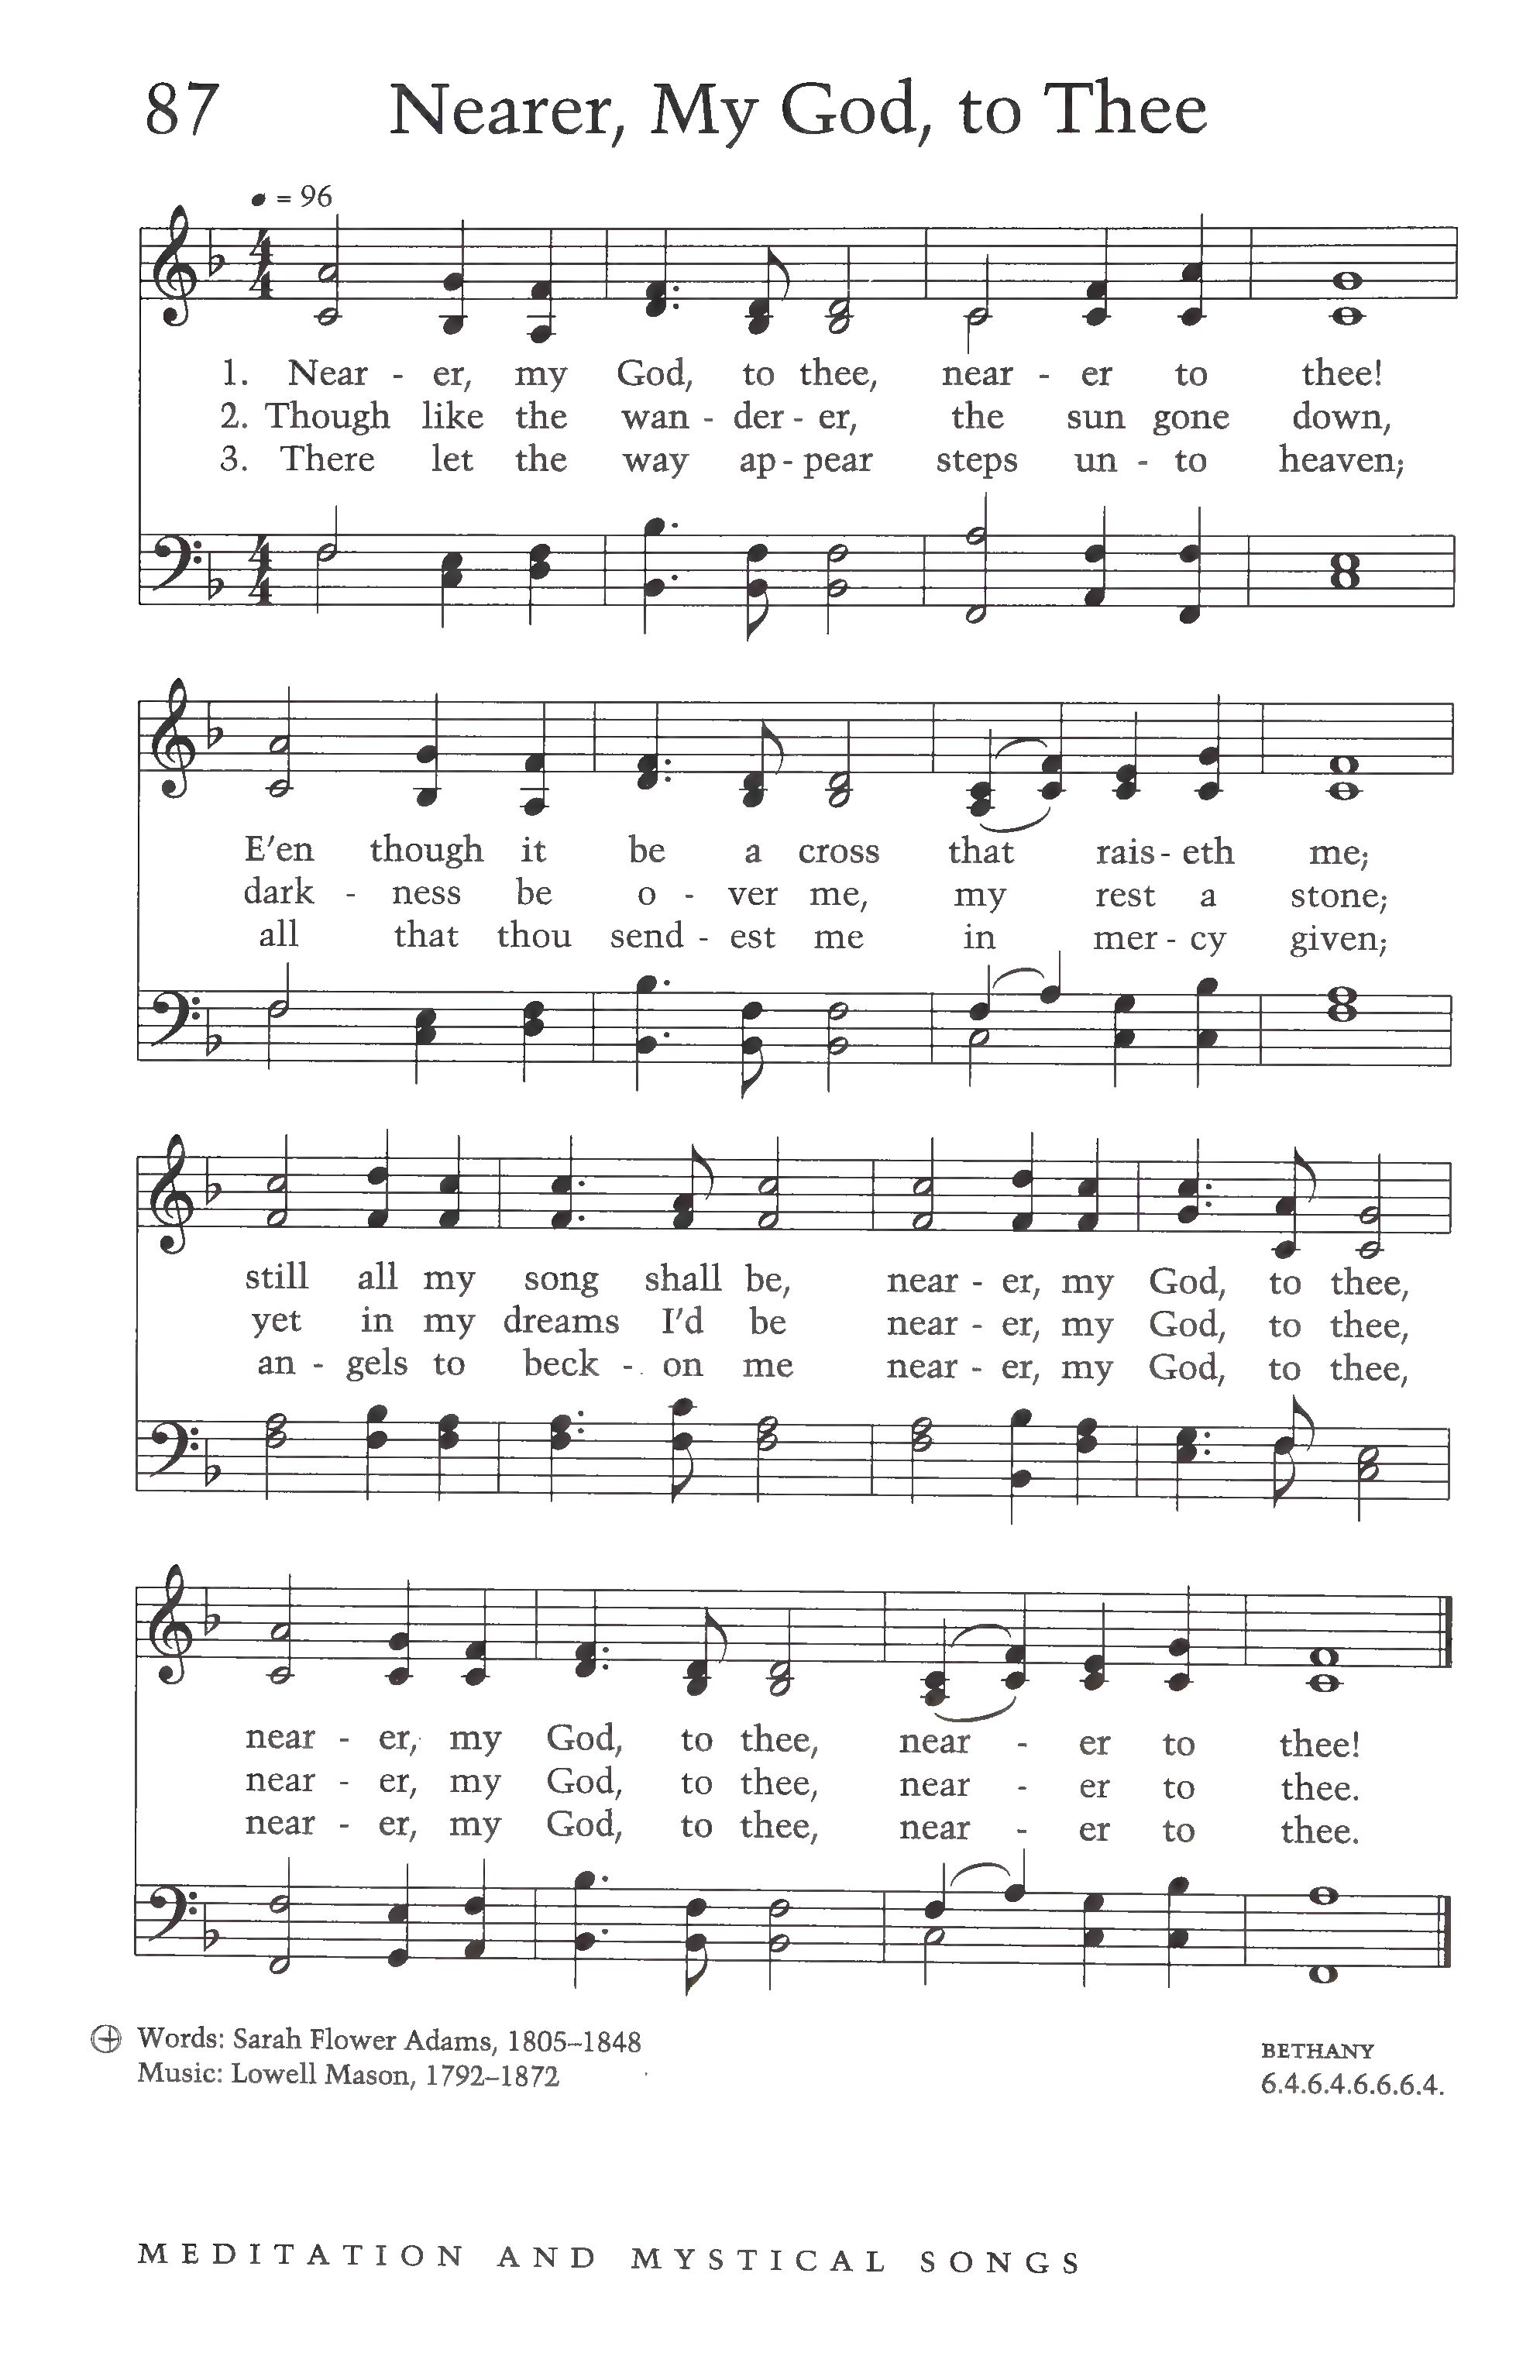 87 Nearer, My God, to Thee
♩ = 96
1. Near - er, my God, to thee, near - er to thee!
2. Though like the wan - der - er, the sun gone down,
3. There let the way ap - pear steps un - to heaven;
E'en though it be a cross that rais - eth me;
dark - ness be o - ver me, my rest a stone;
all that thou send - est me in mer - cy given;
still all my song shall be, near - er, my God, to thee,
yet in my dreams I'd be near - er, my God, to thee,
an - gels to beck - on me near - er, my God, to thee,
near - er, my God, to thee, near - er to thee!
near - er, my God, to thee, near - er to thee.
near - er, my God, to thee, near - er to thee.
Words: Sarah Flower Adams, 1805–1848
Music: Lowell Mason, 1792–1872
BETHANY
6.4.6.4.6.6.6.4.
MEDITATION AND MYSTICAL SONGS